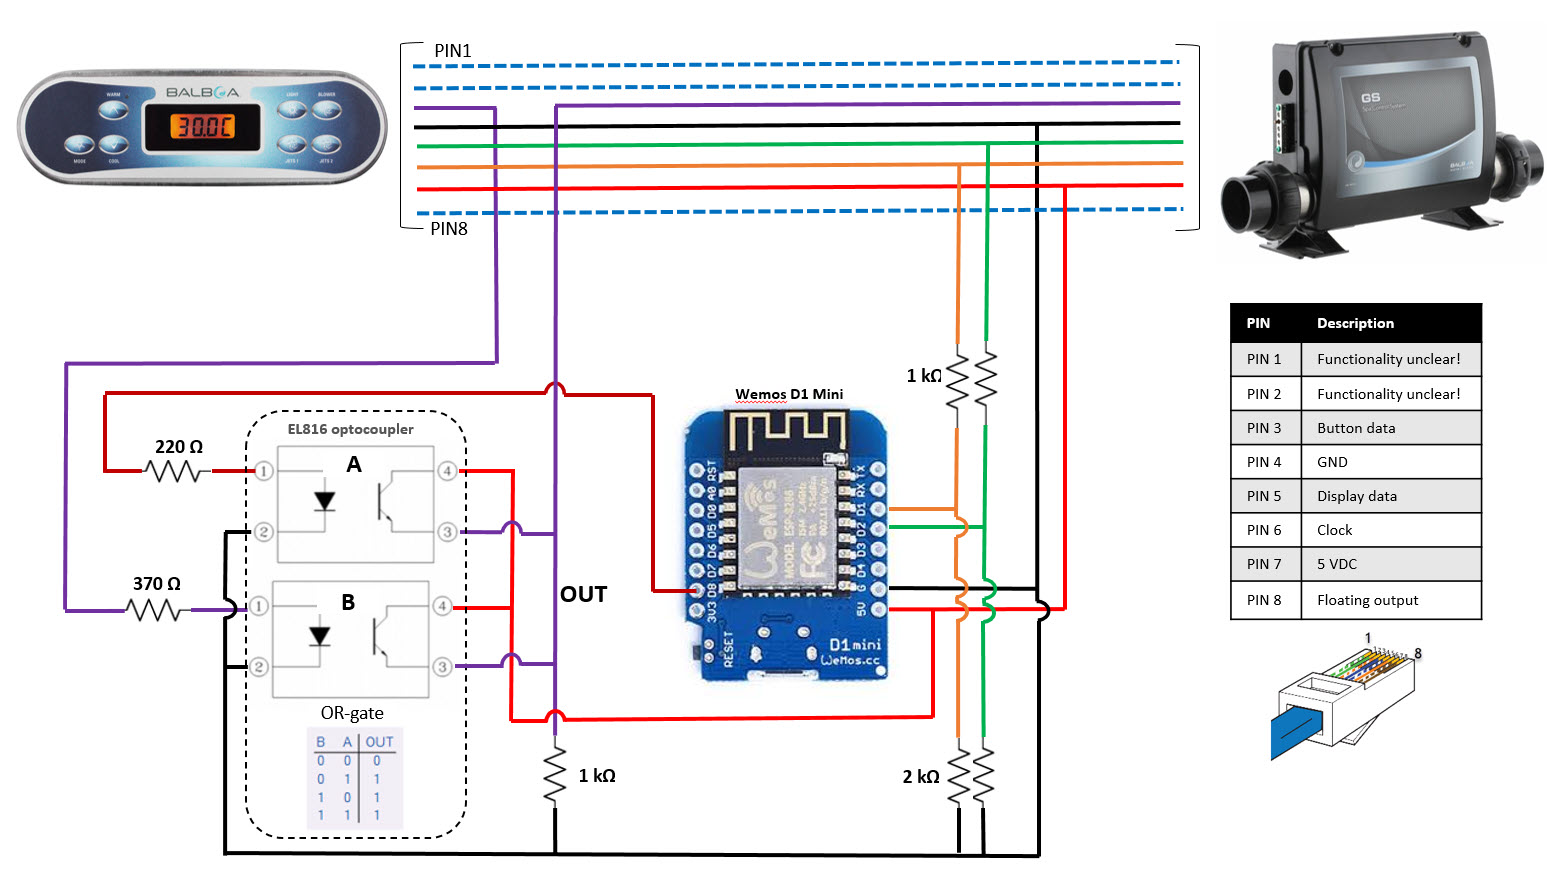 PIN1
WARM
BALBOA
LIGHT
BLOWER
30.0C
MODE
COOL
JETS 1
JETS 2
PIN8
GS
BALBOA
PIN Description
PIN 1 Functionality unclear!
PIN 2 Functionality unclear!
PIN 3 Button data
PIN 4 GND
PIN 5 Display data
PIN 6 Clock
PIN 7 5 VDC
PIN 8 Floating output
1 8
1 kΩ
Wemos D1 Mini
EL816 optocoupler
220 Ω
1 A 4
2 3
370 Ω
1 B 4
2 3
OUT
OR-gate
B A OUT
0 0 0
0 1 1
1 0 1
1 1 1
1 kΩ
2 kΩ
RST
A0
D0
D5
D6
D7
D8
3V3
TX
RX
D1
D2
D3
D4
G
5V
WeMos
MODEL ESP-8266
FC
RESET
D1 mini
WeMos.cc